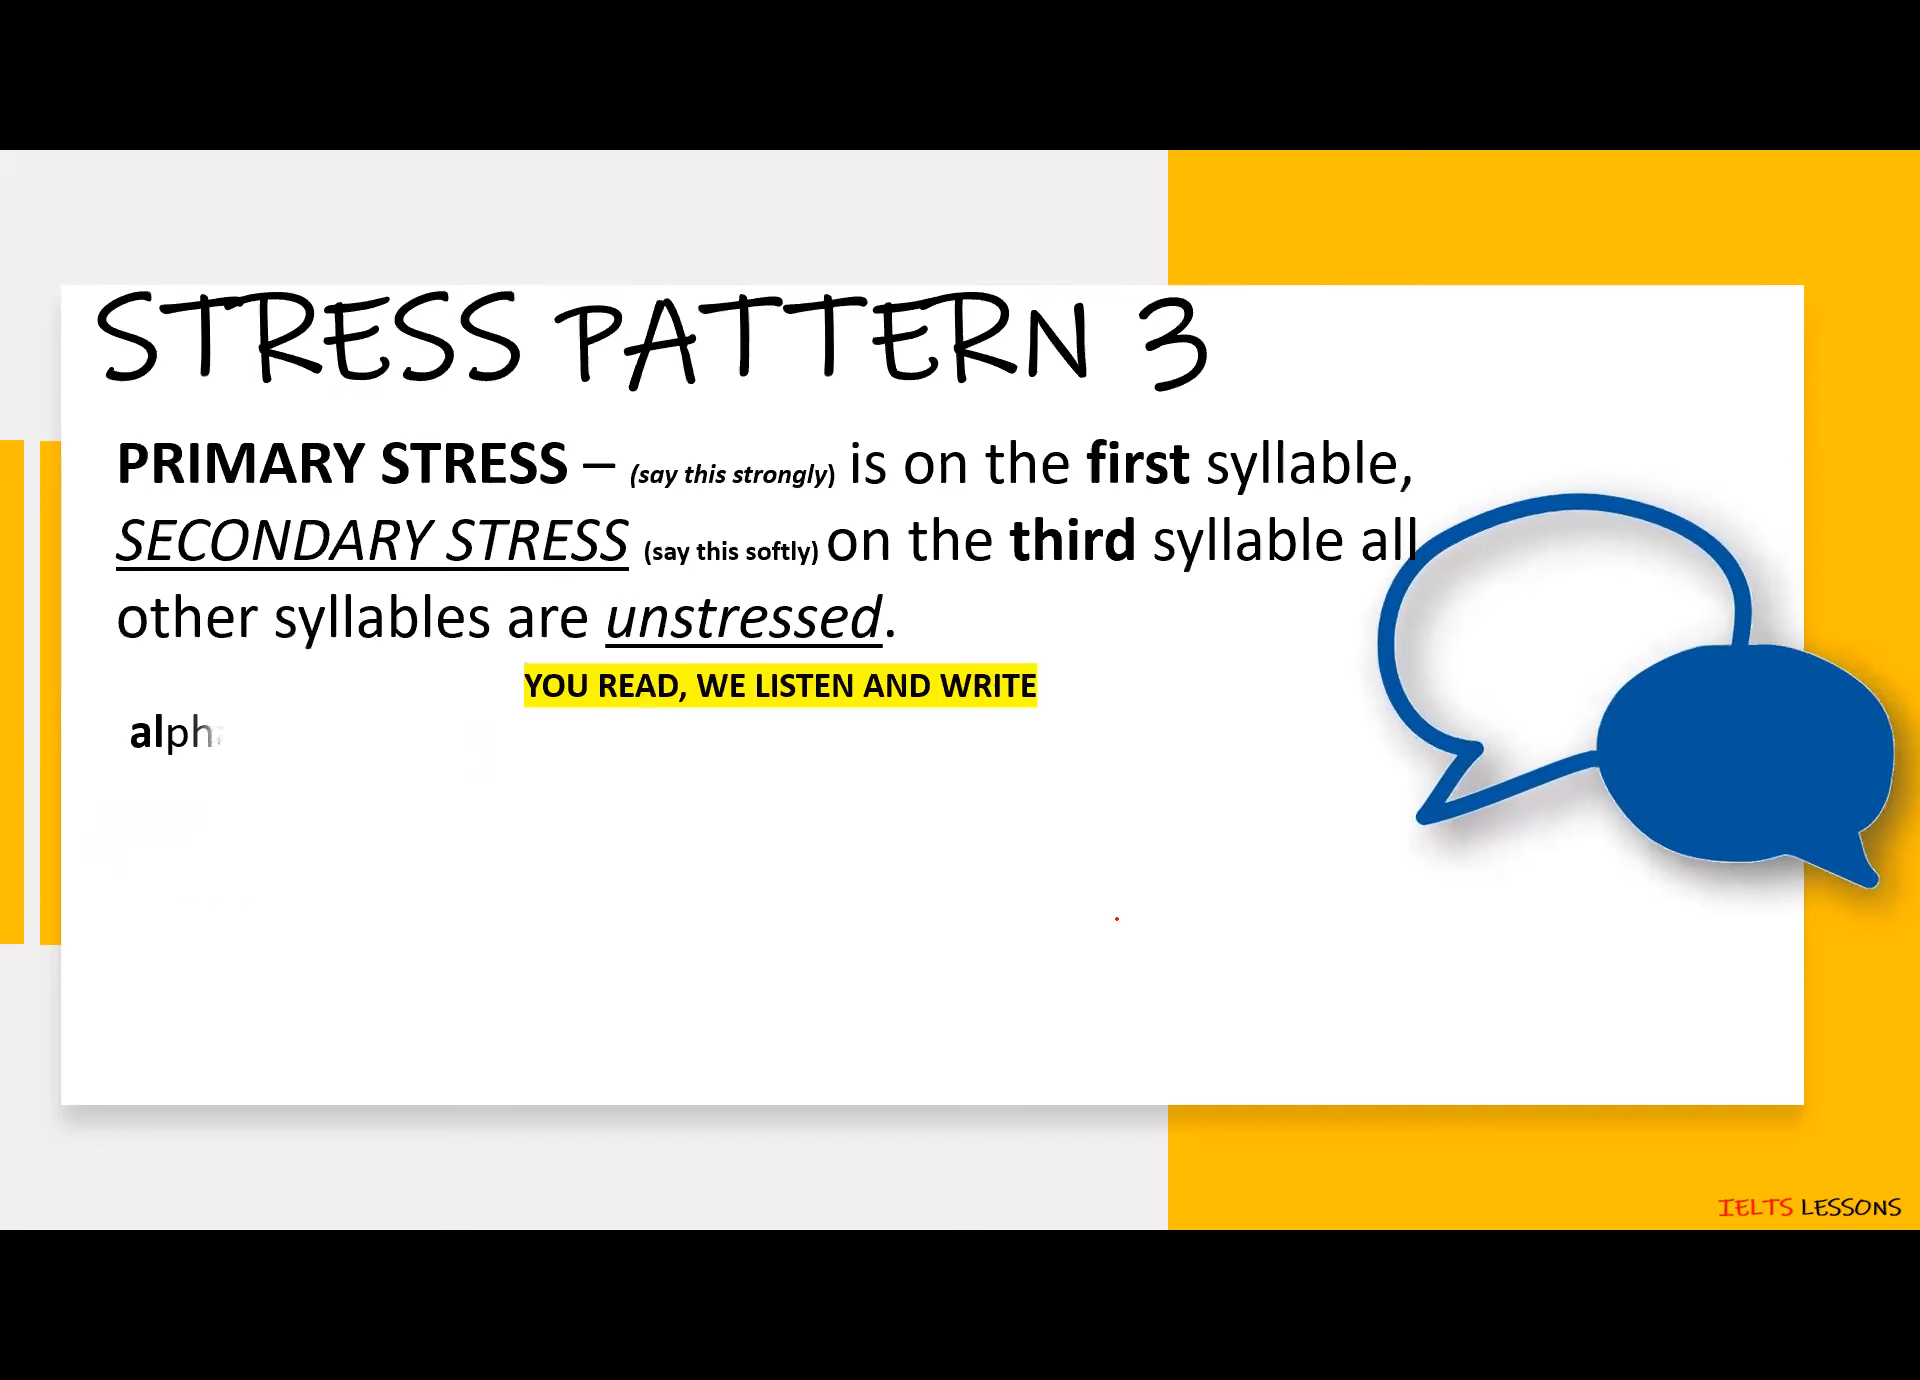 STRESS PATTERN 3
PRIMARY STRESS – (say this strongly) is on the first syllable,
SECONDARY STRESS (say this softly) on the third syllable all
other syllables are unstressed.
YOU READ, WE LISTEN AND WRITE
alph
IELTS LESSONS